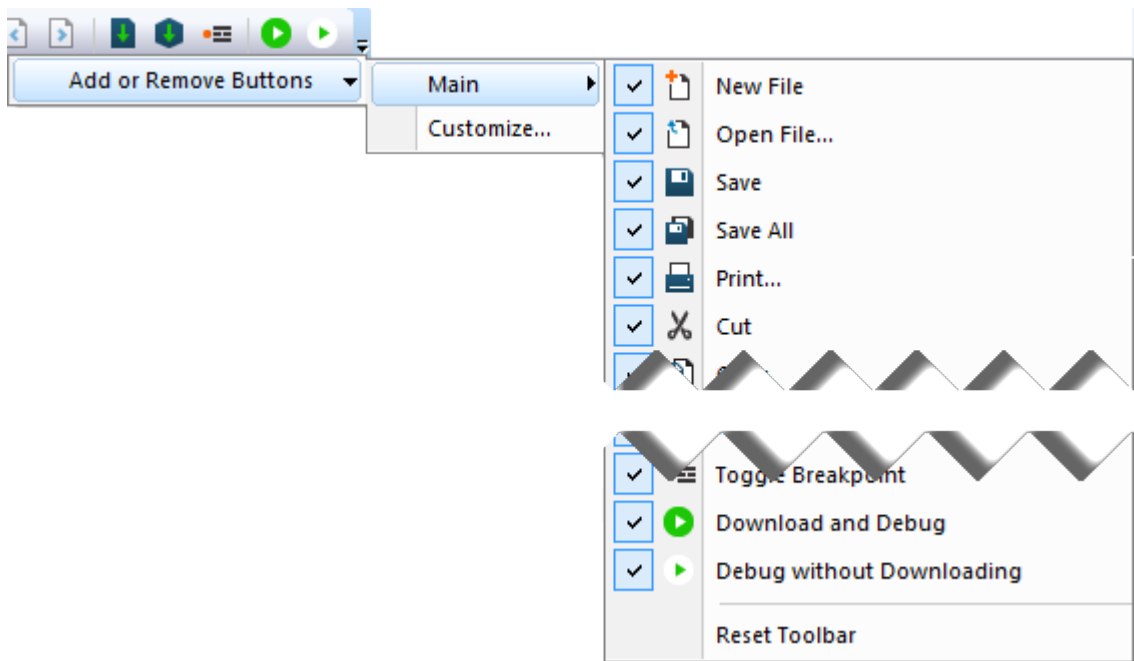 Add or Remove Buttons
Main
Customize...
New File
Open File...
Save
Save All
Print...
Cut
Toggle Breakpoint
Download and Debug
Debug without Downloading
Reset Toolbar